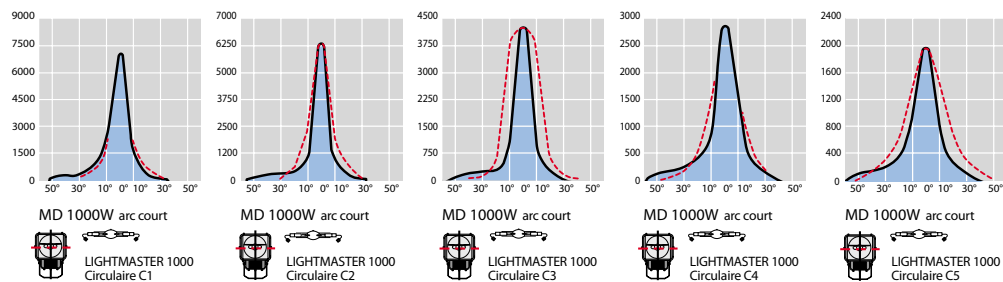 9000
7500
6000
4500
3000
1500
0
50° 30° 10° 0° 10° 30° 50°
MD 1000W arc court
LIGHTMASTER 1000
Circulaire C1
7000
6250
5000
3750
2500
1200
0
50° 30° 10° 0° 10° 30° 50°
MD 1000W arc court
LIGHTMASTER 1000
Circulaire C2
4500
3750
3000
2250
1500
750
0
50° 30° 10° 0° 10° 30° 50°
MD 1000W arc court
LIGHTMASTER 1000
Circulaire C3
3000
2500
2000
1500
1000
500
0
50° 30° 10° 0° 10° 30° 50°
MD 1000W arc court
LIGHTMASTER 1000
Circulaire C4
2400
2000
1600
1200
800
400
0
50° 30° 10° 0° 10° 30° 50°
MD 1000W arc court
LIGHTMASTER 1000
Circulaire C5